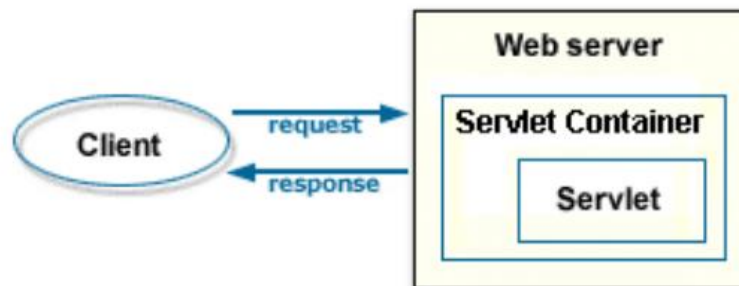 Web server
Client
request
response
Servlet Container
Servlet